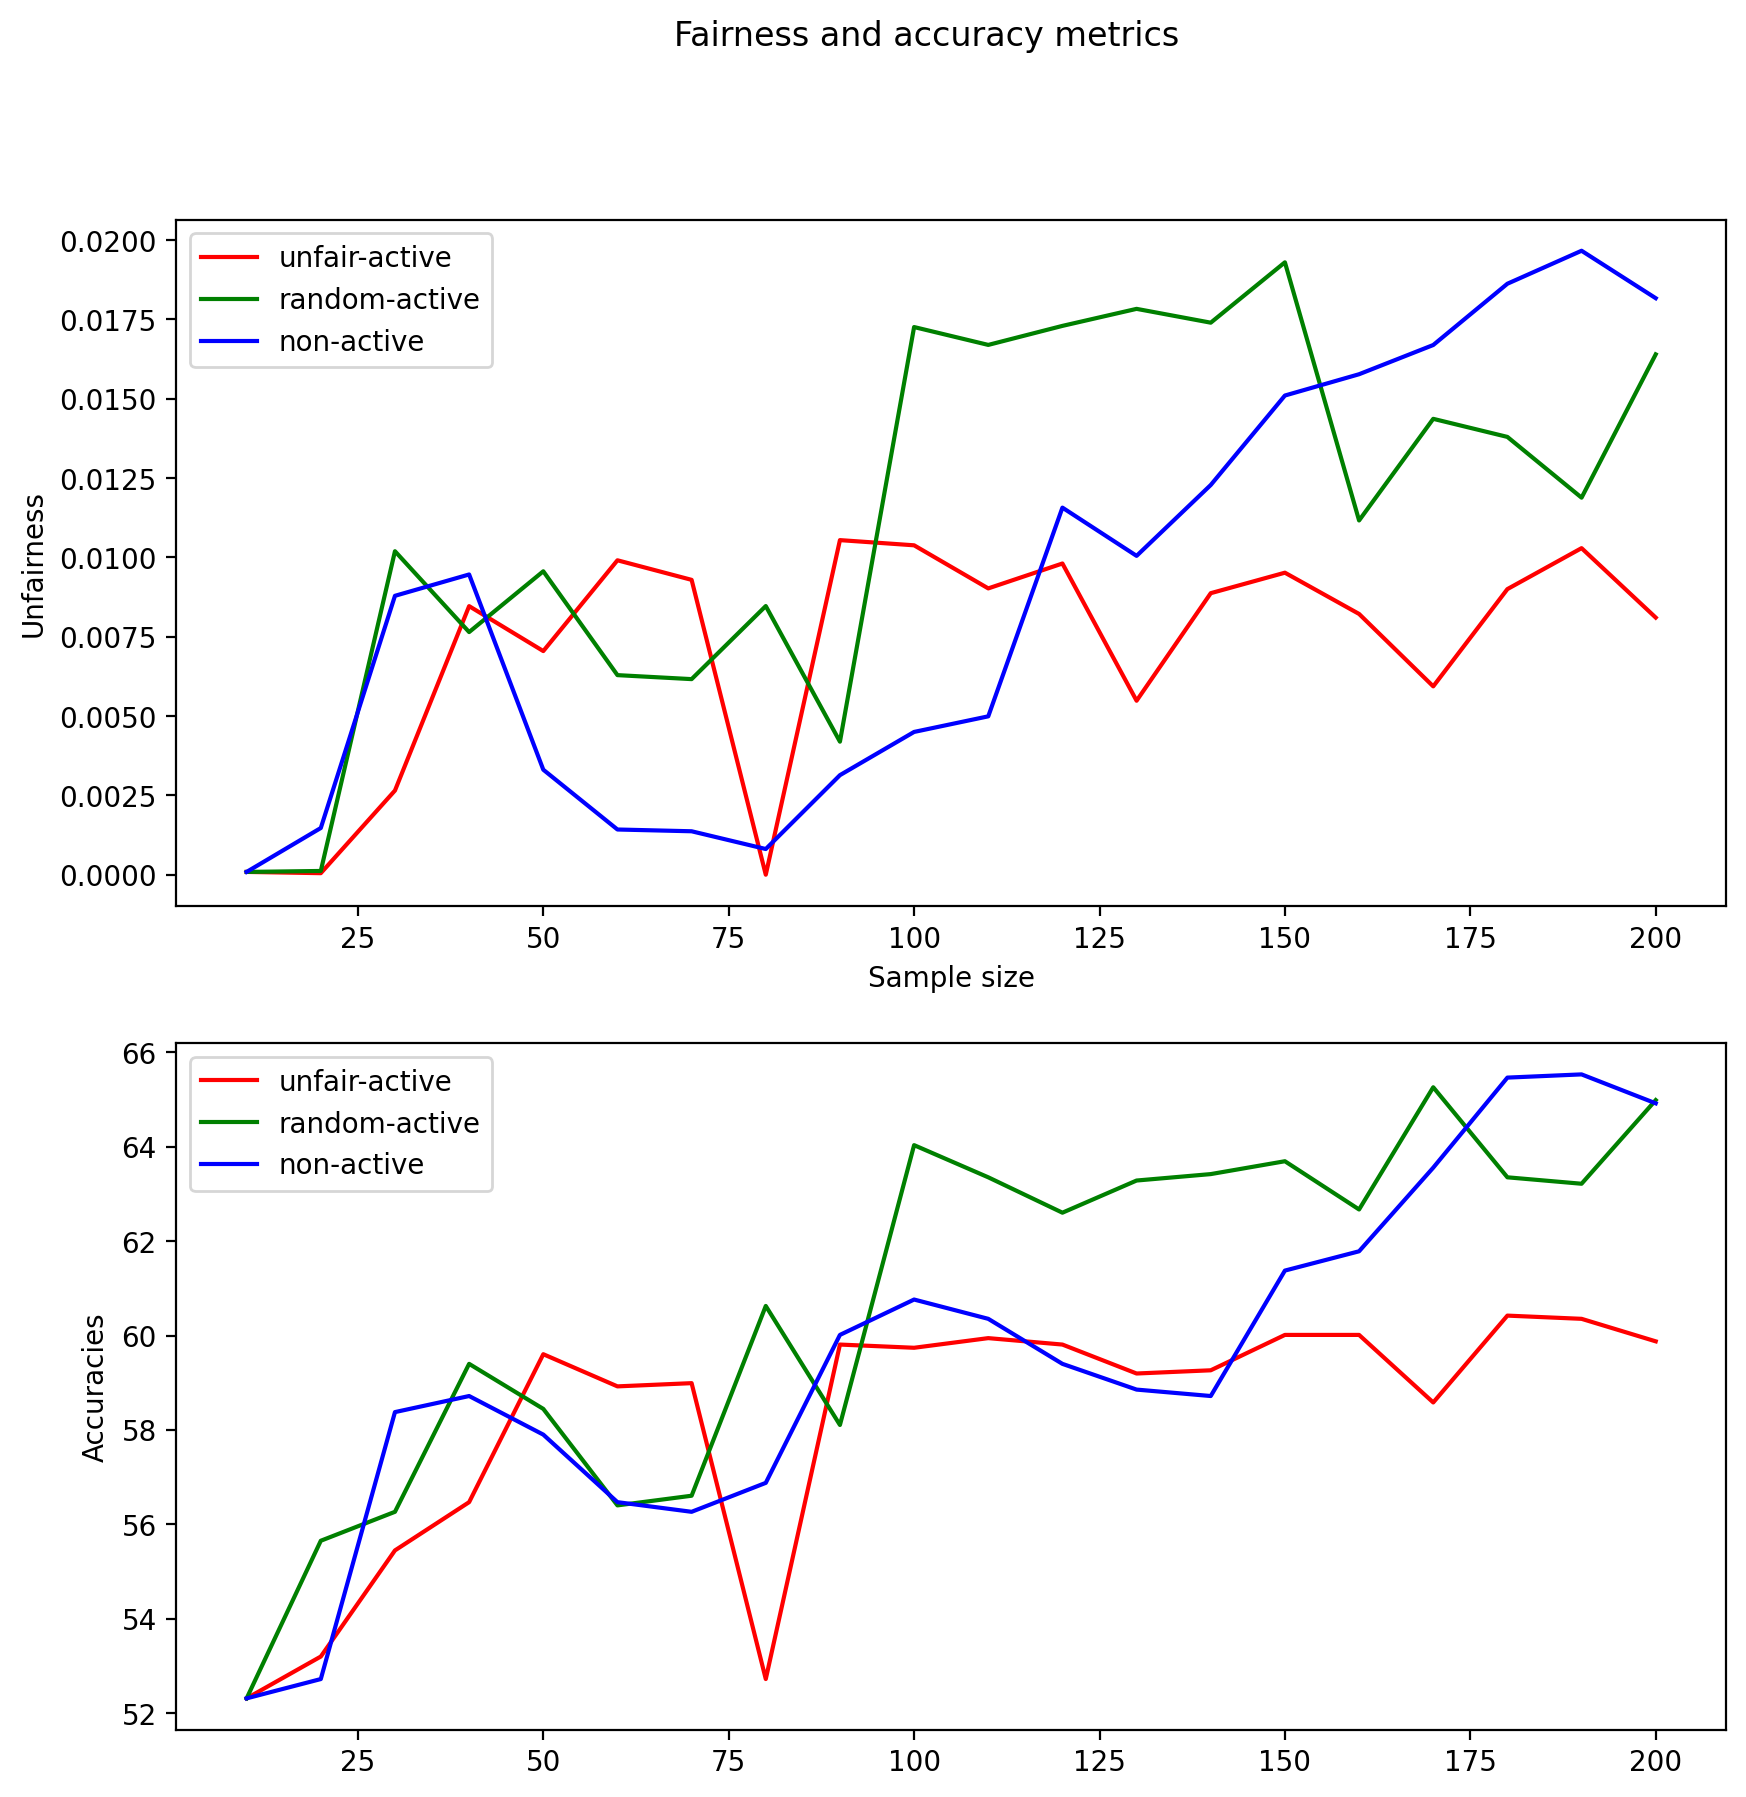 Fairness and accuracy metrics
0.0200
0.0175
0.0150
0.0125
0.0100
0.0075
0.0050
0.0025
0.0000
Unfairness
unfair-active
random-active
non-active
25 50 75 100 125 150 175 200
Sample size
66
64
62
60
58
56
54
52
Accuracies
unfair-active
random-active
non-active
25 50 75 100 125 150 175 200